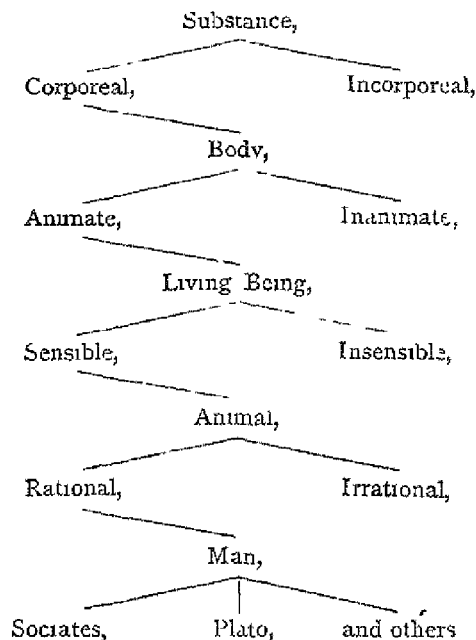 Substance,
Corporeal, Incorporeal,
Body,
Animate, Inanimate,
Living Being,
Sensible, Insensible,
Animal,
Rational, Irrational,
Man,
Socrates, Plato, and others